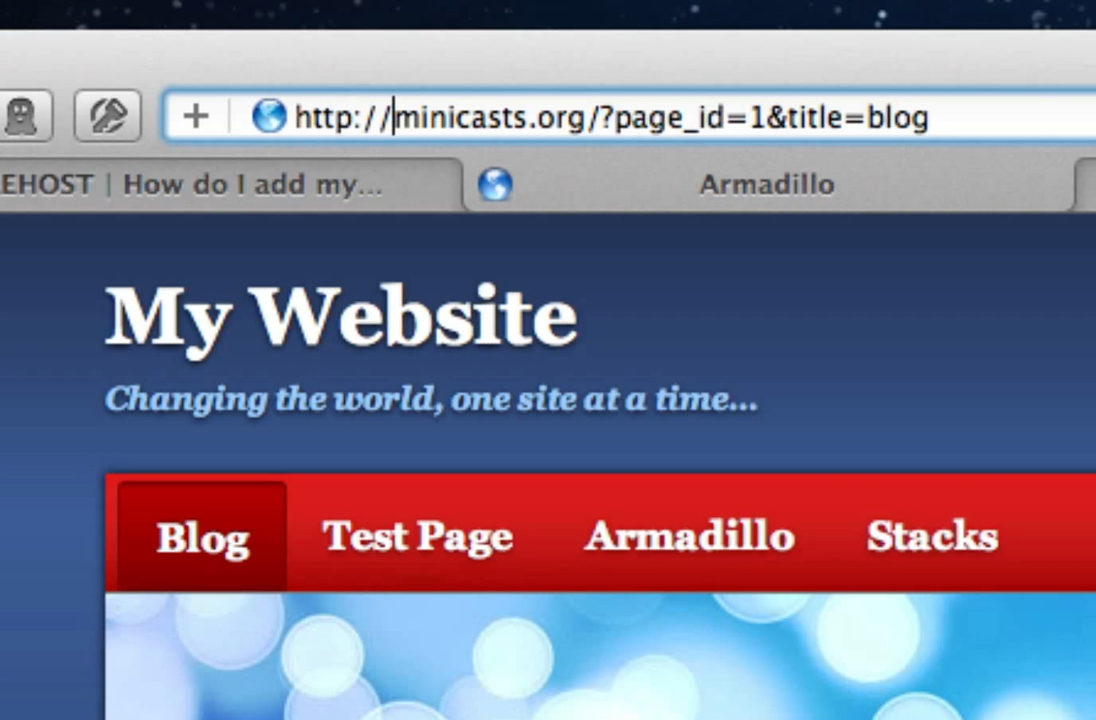 http://minicasts.org/?page_id=1&title=blog
EHOST | How do I add my... Armadillo
My Website
Changing the world, one site at a time...
Blog Test Page Armadillo Stacks